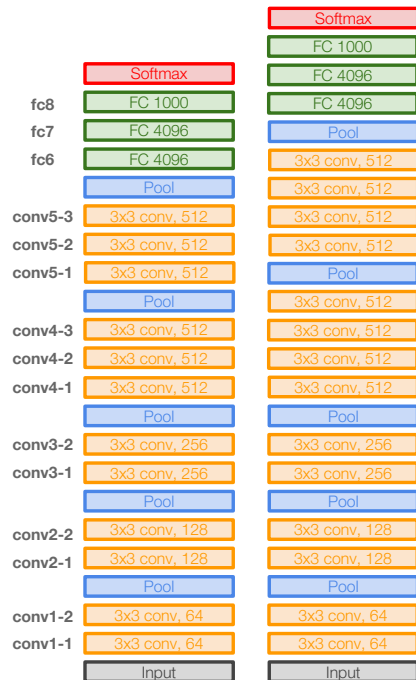 Softmax
fc8 FC 1000
fc7 FC 4096
fc6 FC 4096
Pool
conv5-3 3x3 conv, 512
conv5-2 3x3 conv, 512
conv5-1 3x3 conv, 512
Pool
conv4-3 3x3 conv, 512
conv4-2 3x3 conv, 512
conv4-1 3x3 conv, 512
Pool
conv3-2 3x3 conv, 256
conv3-1 3x3 conv, 256
Pool
conv2-2 3x3 conv, 128
conv2-1 3x3 conv, 128
Pool
conv1-2 3x3 conv, 64
conv1-1 3x3 conv, 64
Input
Softmax
FC 1000
FC 4096
FC 4096
Pool
3x3 conv, 512
3x3 conv, 512
3x3 conv, 512
3x3 conv, 512
Pool
3x3 conv, 512
3x3 conv, 512
3x3 conv, 512
3x3 conv, 512
Pool
3x3 conv, 256
3x3 conv, 256
Pool
3x3 conv, 128
3x3 conv, 128
Pool
3x3 conv, 64
3x3 conv, 64
Input